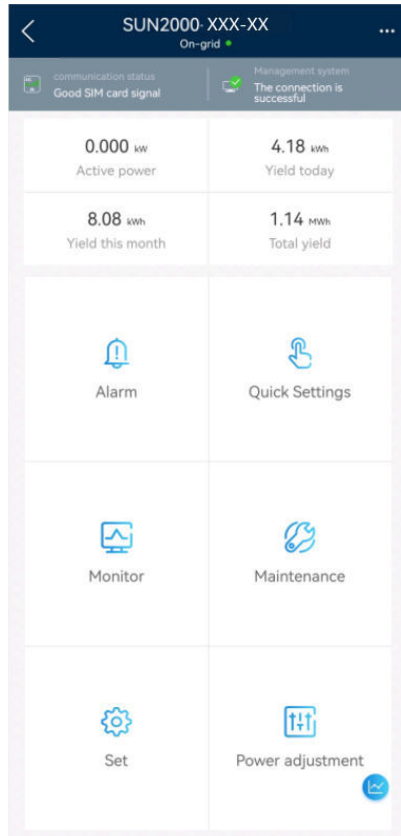 SUN2000-XXX-XX
On-grid
communication status
Good SIM card signal
Management system
The connection is
successful
0.000 kW
Active power
4.18 kWh
Yield today
8.08 kWh
Yield this month
1.14 MWh
Total yield
Alarm
Quick Settings
Monitor
Maintenance
Set
Power adjustment